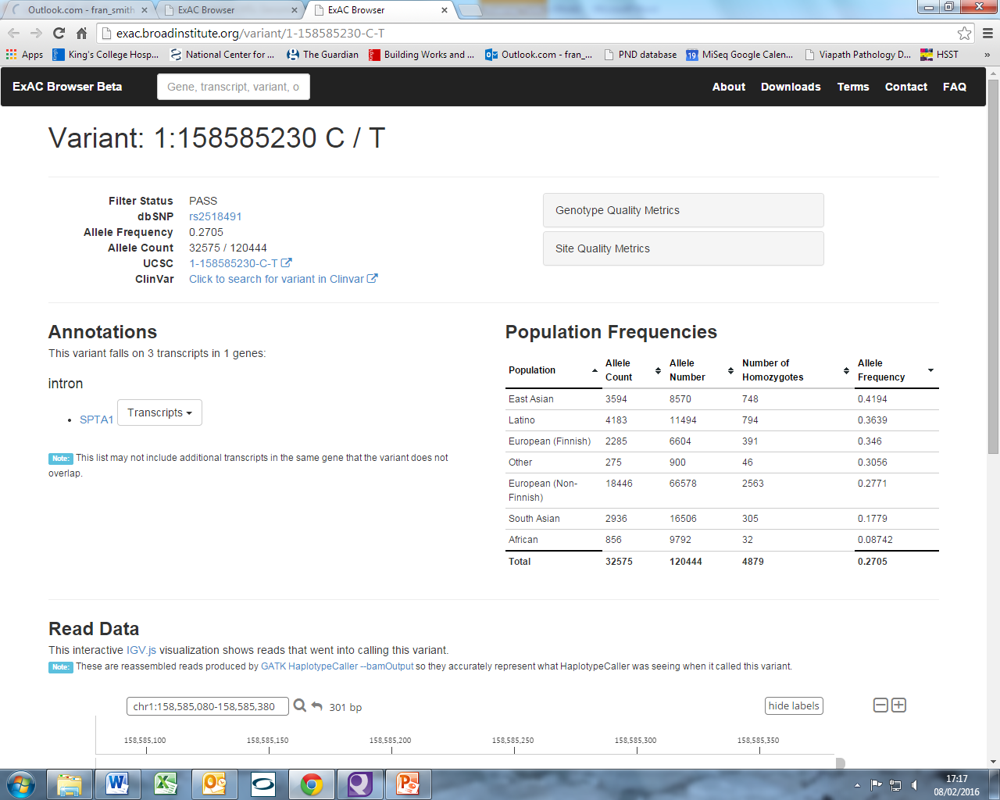 Outlook.com - fran_smith
ExAC Browser
ExAC Browser
exac.broadinstitute.org/variant/1-158585230-C-T
Apps King's College Hosp... National Center for ... The Guardian Building Works and ... Outlook.com - fran_... PND database 19 MiSeq Google Calen... Viapath Pathology D... HSST »
ExAC Browser Beta Gene, transcript, variant, o About Downloads Terms Contact FAQ
Variant: 1:158585230 C / T
Filter Status PASS
dbSNP rs2518491
Allele Frequency 0.2705
Allele Count 32575 / 120444
UCSC 1-158585230-C-T
ClinVar Click to search for variant in Clinvar
Genotype Quality Metrics
Site Quality Metrics
Annotations
This variant falls on 3 transcripts in 1 genes:
intron
• SPTA1 Transcripts
Note: This list may not include additional transcripts in the same gene that the variant does not
overlap.
Population Frequencies
Population Allele Count Allele Number Number of Homozygotes Allele Frequency
East Asian 3594 8570 748 0.4194
Latino 4183 11494 794 0.3639
European (Finnish) 2285 6604 391 0.346
Other 275 900 46 0.3056
European (Non-Finnish) 18446 66578 2563 0.2771
South Asian 2936 16506 305 0.1779
African 856 9792 32 0.08742
Total 32575 120444 4879 0.2705
Read Data
This interactive IGV.js visualization shows reads that went into calling this variant.
Note: These are reassembled reads produced by GATK HaplotypeCaller --bamOutput so they accurately represent what HaplotypeCaller was seeing when it called this variant.
chr1:158,585,080-158,585,380 301 bp hide labels
158,585,100 158,585,150 158,585,200 158,585,250 158,585,300 158,585,350
17:17
08/02/2016